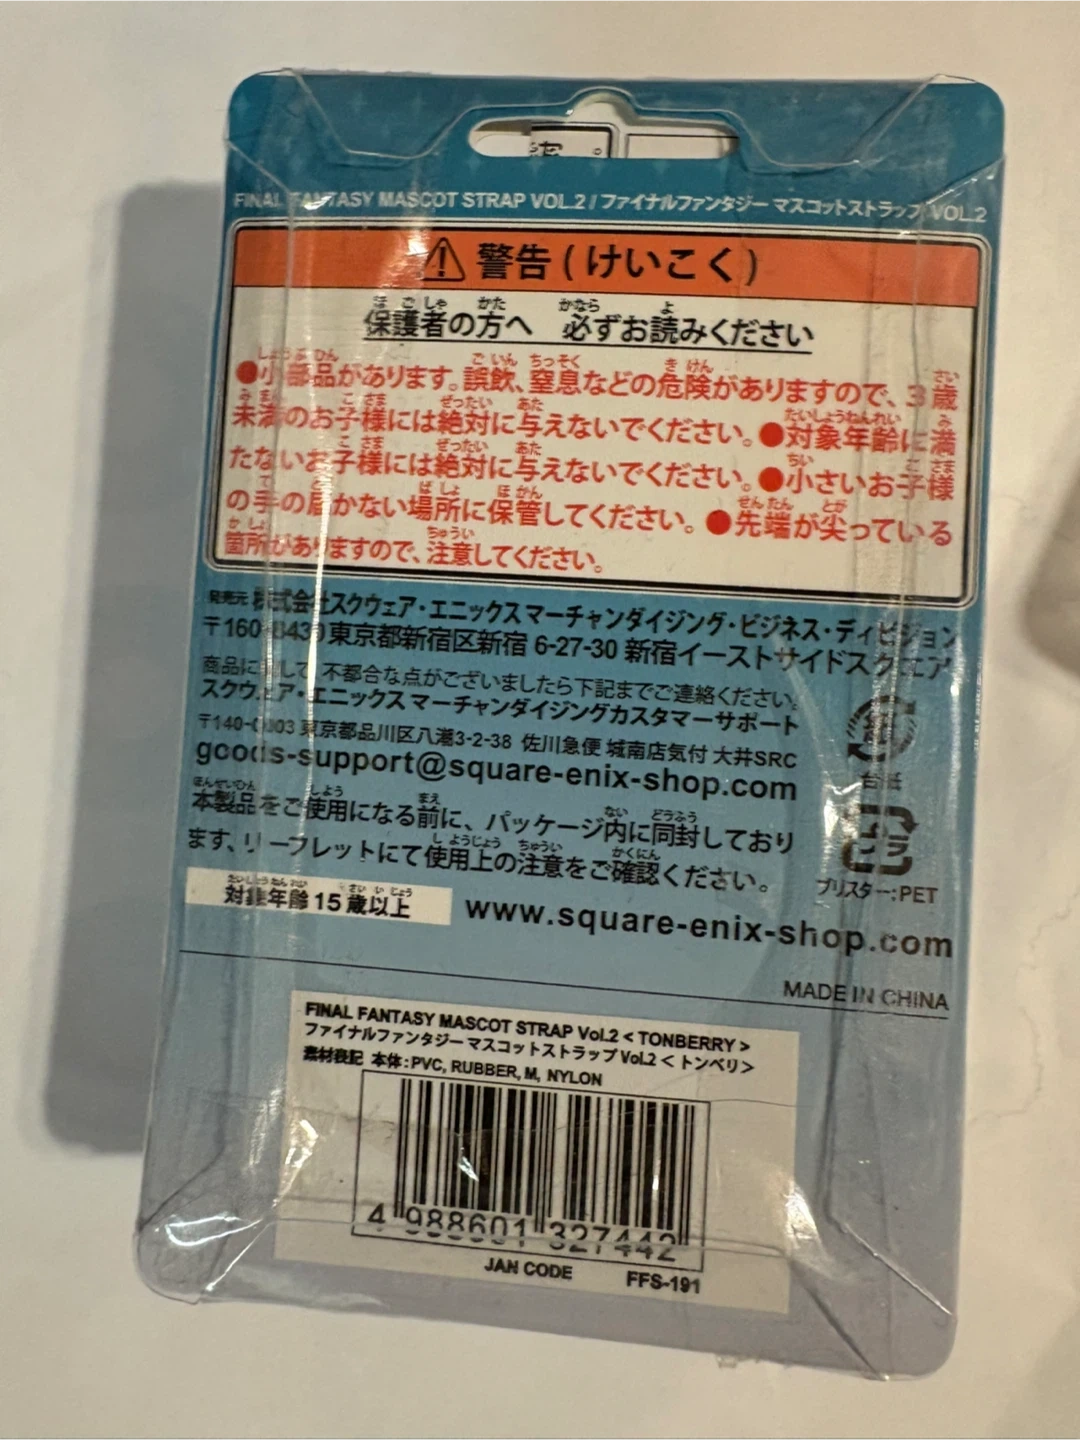 FINAL FANTASY MASCOT STRAP VOL.2 / ファイナルファンタジー マスコットストラップ VOL.2
警告 (けいこく)
保護者の方へ 必ずお読みください
●小部品があります。誤飲、窒息などの危険がありますので、3歳
未満のお子様には絶対に与えないでください。●対象年齢に満
たないお子様には絶対に与えないでください。●小さいお子様
の手の届かない場所に保管してください。●先端が尖っている
箇所がありますので、注意してください。
発売元 株式会社スクウェア・エニックス マーチャンダイジング・ビジネス・ディビジョン
〒160-8430 東京都新宿区新宿 6-27-30 新宿イーストサイドスクエア
商品に関して、不都合な点がございましたら下記までご連絡ください。
スクウェア・エニックス マーチャンダイジングカスタマーサポート
〒140-0003 東京都品川区八潮3-2-38 佐川急便 城南店気付 大井SRC
goods-support@square-enix-shop.com
本製品をご使用になる前に、パッケージ内に同封しており
ます、リーフレットにて使用上の注意をご確認ください。
紙
台紙
プラ
ブリスター:PET
対象年齢 15歳以上
www.square-enix-shop.com
MADE IN CHINA
FINAL FANTASY MASCOT STRAP Vol.2 < TONBERRY >
ファイナルファンタジー マスコットストラップ Vol.2 < トンベリ>
素材表記 本体:PVC, RUBBER, M, NYLON
4 988601 327442
JAN CODE FFS-191